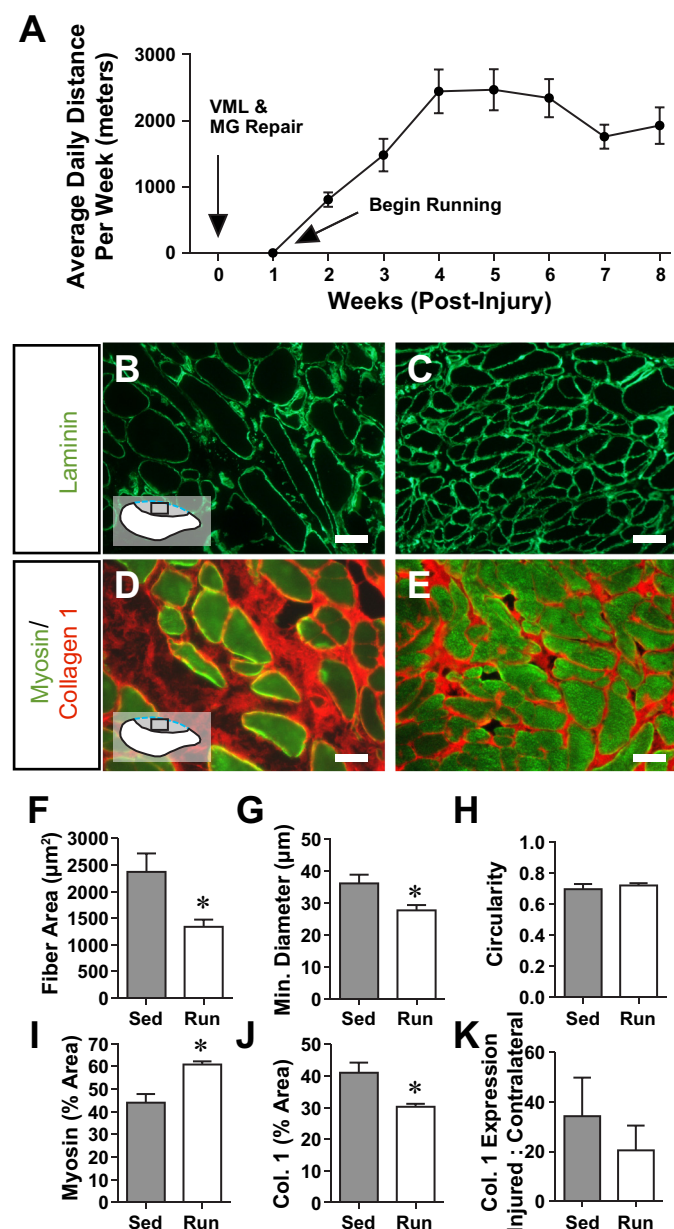 A
Average Daily Distance
Per Week (meters)
3000
2000
1000
0
VML &
MG Repair
Begin Running
0 1 2 3 4 5 6 7 8
Weeks (Post-Injury)
Laminin
B
C
Myosin/
Collagen 1
D
E
F
Fiber Area (µm²)
3000
2500
2000
1500
1000
500
0
*
Sed Run
G
Min. Diameter (µm)
40
30
20
10
0
*
Sed Run
H
Circularity
1.0
0.8
0.6
0.4
0.2
0.0
Sed Run
I
Myosin (% Area)
70
60
50
40
30
20
10
0
*
Sed Run
J
Col. 1 (% Area)
50
40
30
20
10
0
*
Sed Run
K
Col. 1 Expression
Injured : Contralateral
60
40
20
0
Sed Run